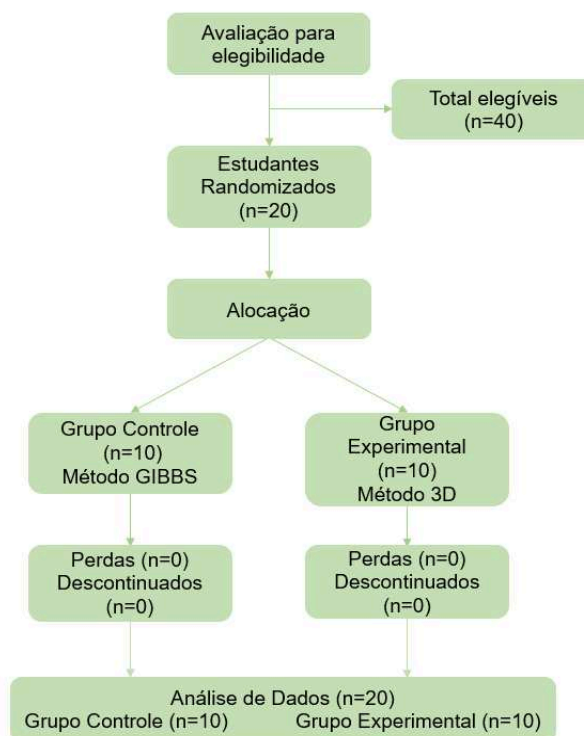 Avaliação para
elegibilidade
Total elegíveis
(n=40)
Estudantes
Randomizados
(n=20)
Alocação
Grupo Controle
(n=10)
Método GIBBS
Grupo
Experimental
(n=10)
Método 3D
Perdas (n=0)
Descontinuados
(n=0)
Perdas (n=0)
Descontinuados
(n=0)
Análise de Dados (n=20)
Grupo Controle (n=10) Grupo Experimental (n=10)